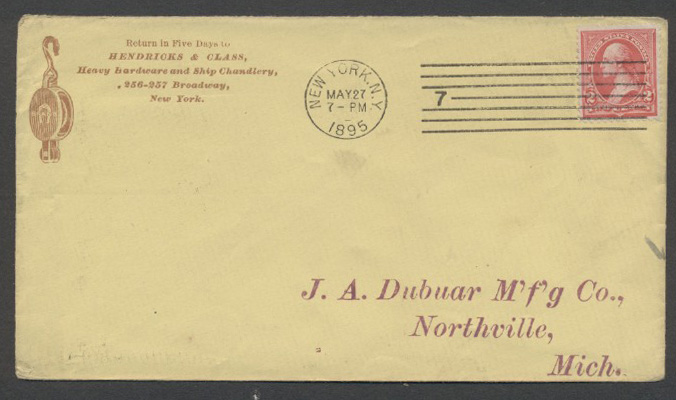 Return in Five Days to
HENDRICKS & CLASS,
Heavy Hardware and Ship Chandlery,
256-257 Broadway,
New York.
NEW YORK, N.Y.
MAY 27
7-PM
1895
7
2
J. A. Dubuar M'f'g Co.,
Northville,
Mich.